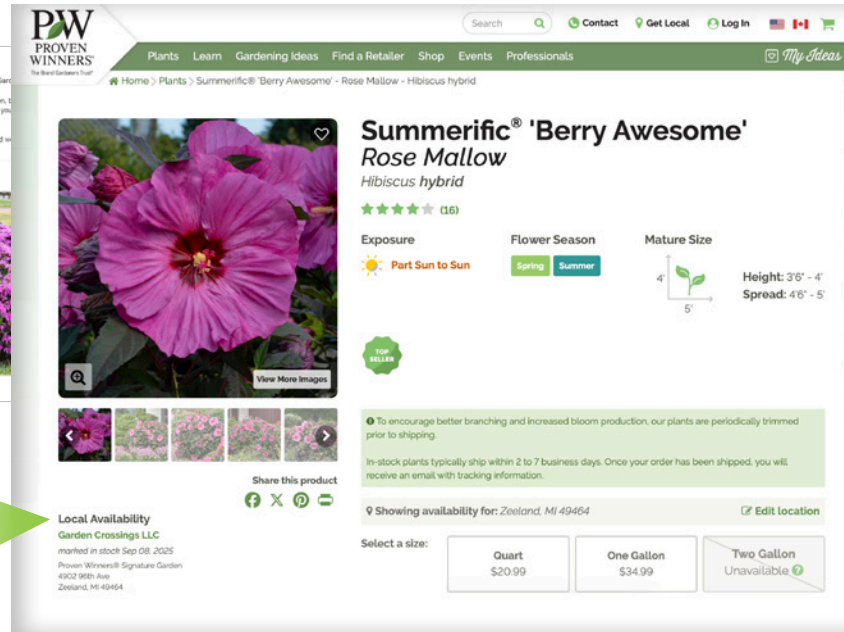 PW
PROVEN
WINNERS®
The Brand Gardeners Trust®
Search
Contact
Get Local
Log In
Plants Learn Gardening Ideas Find a Retailer Shop Events Professionals
My Ideas
Home > Plants > Summerific® 'Berry Awesome' - Rose Mallow - Hibiscus hybrid
Summerific® 'Berry Awesome'
Rose Mallow
Hibiscus hybrid
(16)
Exposure
Part Sun to Sun
Flower Season
Spring Summer
Mature Size
4'
5'
Height: 3'6" - 4'
Spread: 4'6" - 5'
TOP
SELLER
View More Images
To encourage better branching and increased bloom production, our plants are periodically trimmed
prior to shipping.
In-stock plants typically ship within 2 to 7 business days. Once your order has been shipped, you will
receive an email with tracking information.
Share this product
Local Availability
Garden Crossings LLC
marked in stock Sep 08, 2025
Proven Winners® Signature Garden
4902 96th Ave
Zeeland, MI 49464
Showing availability for: Zeeland, MI 49464
Edit location
Select a size:
Quart
$20.99
One Gallon
$34.99
Two Gallon
Unavailable ?